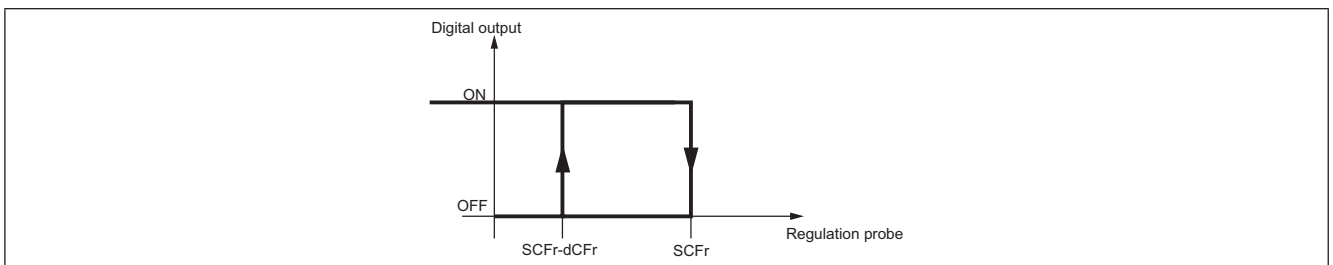 Digital output
ON
OFF
SCFr-dCFr
SCFr
Regulation probe